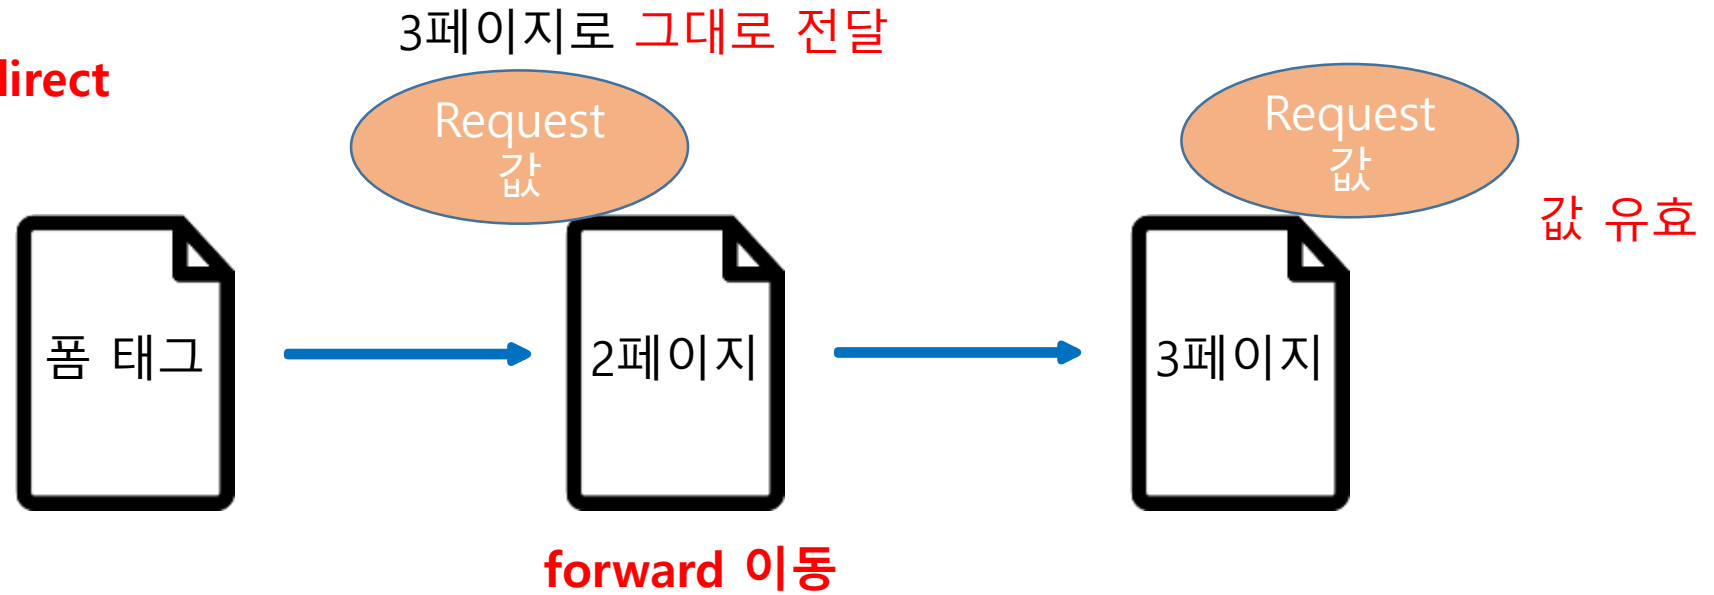 3페이지로 그대로 전달
direct
Request
값
Request
값
값 유효
폼 태그
2페이지
3페이지
forward 이동